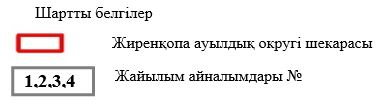 Шартты белгілер
Жиренқопа ауылдық округі шекарасы
1,2,3,4 Жайылым айналымдары №